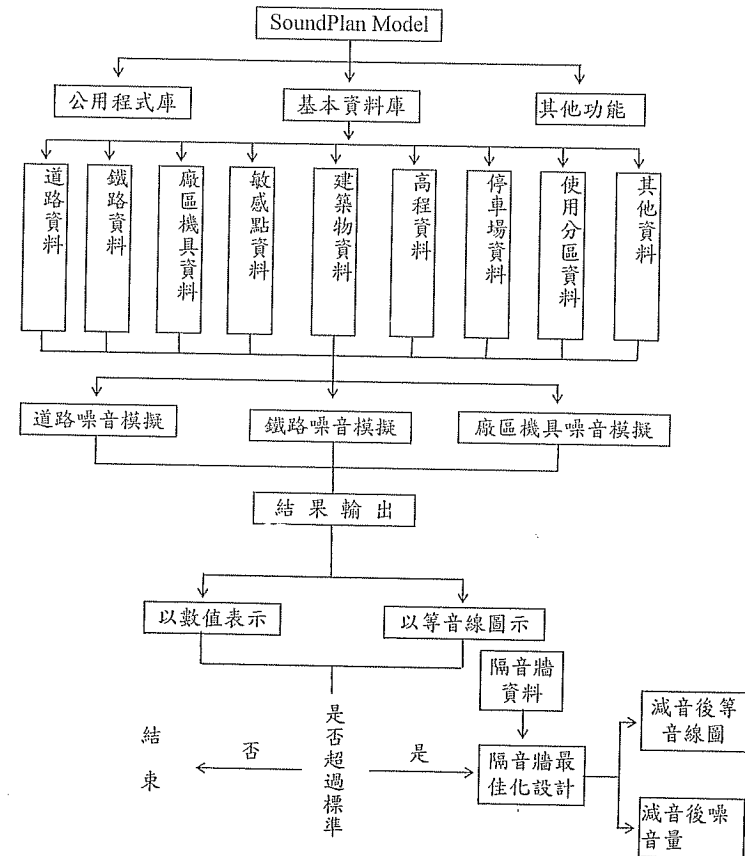 SoundPlan Model
公用程式庫
基本資料庫
其他功能
道路資料
鐵路資料
廠區機具資料
敏感點資料
建築物資料
高程資料
停車場資料
使用分區資料
其他資料
道路噪音模擬
鐵路噪音模擬
廠區機具噪音模擬
結果輸出
以數值表示
以等音線圖示
隔音牆
資料
減音後等
音線圖
結束
否
是否超過標準
是
隔音牆最
佳化設計
減音後噪
音量